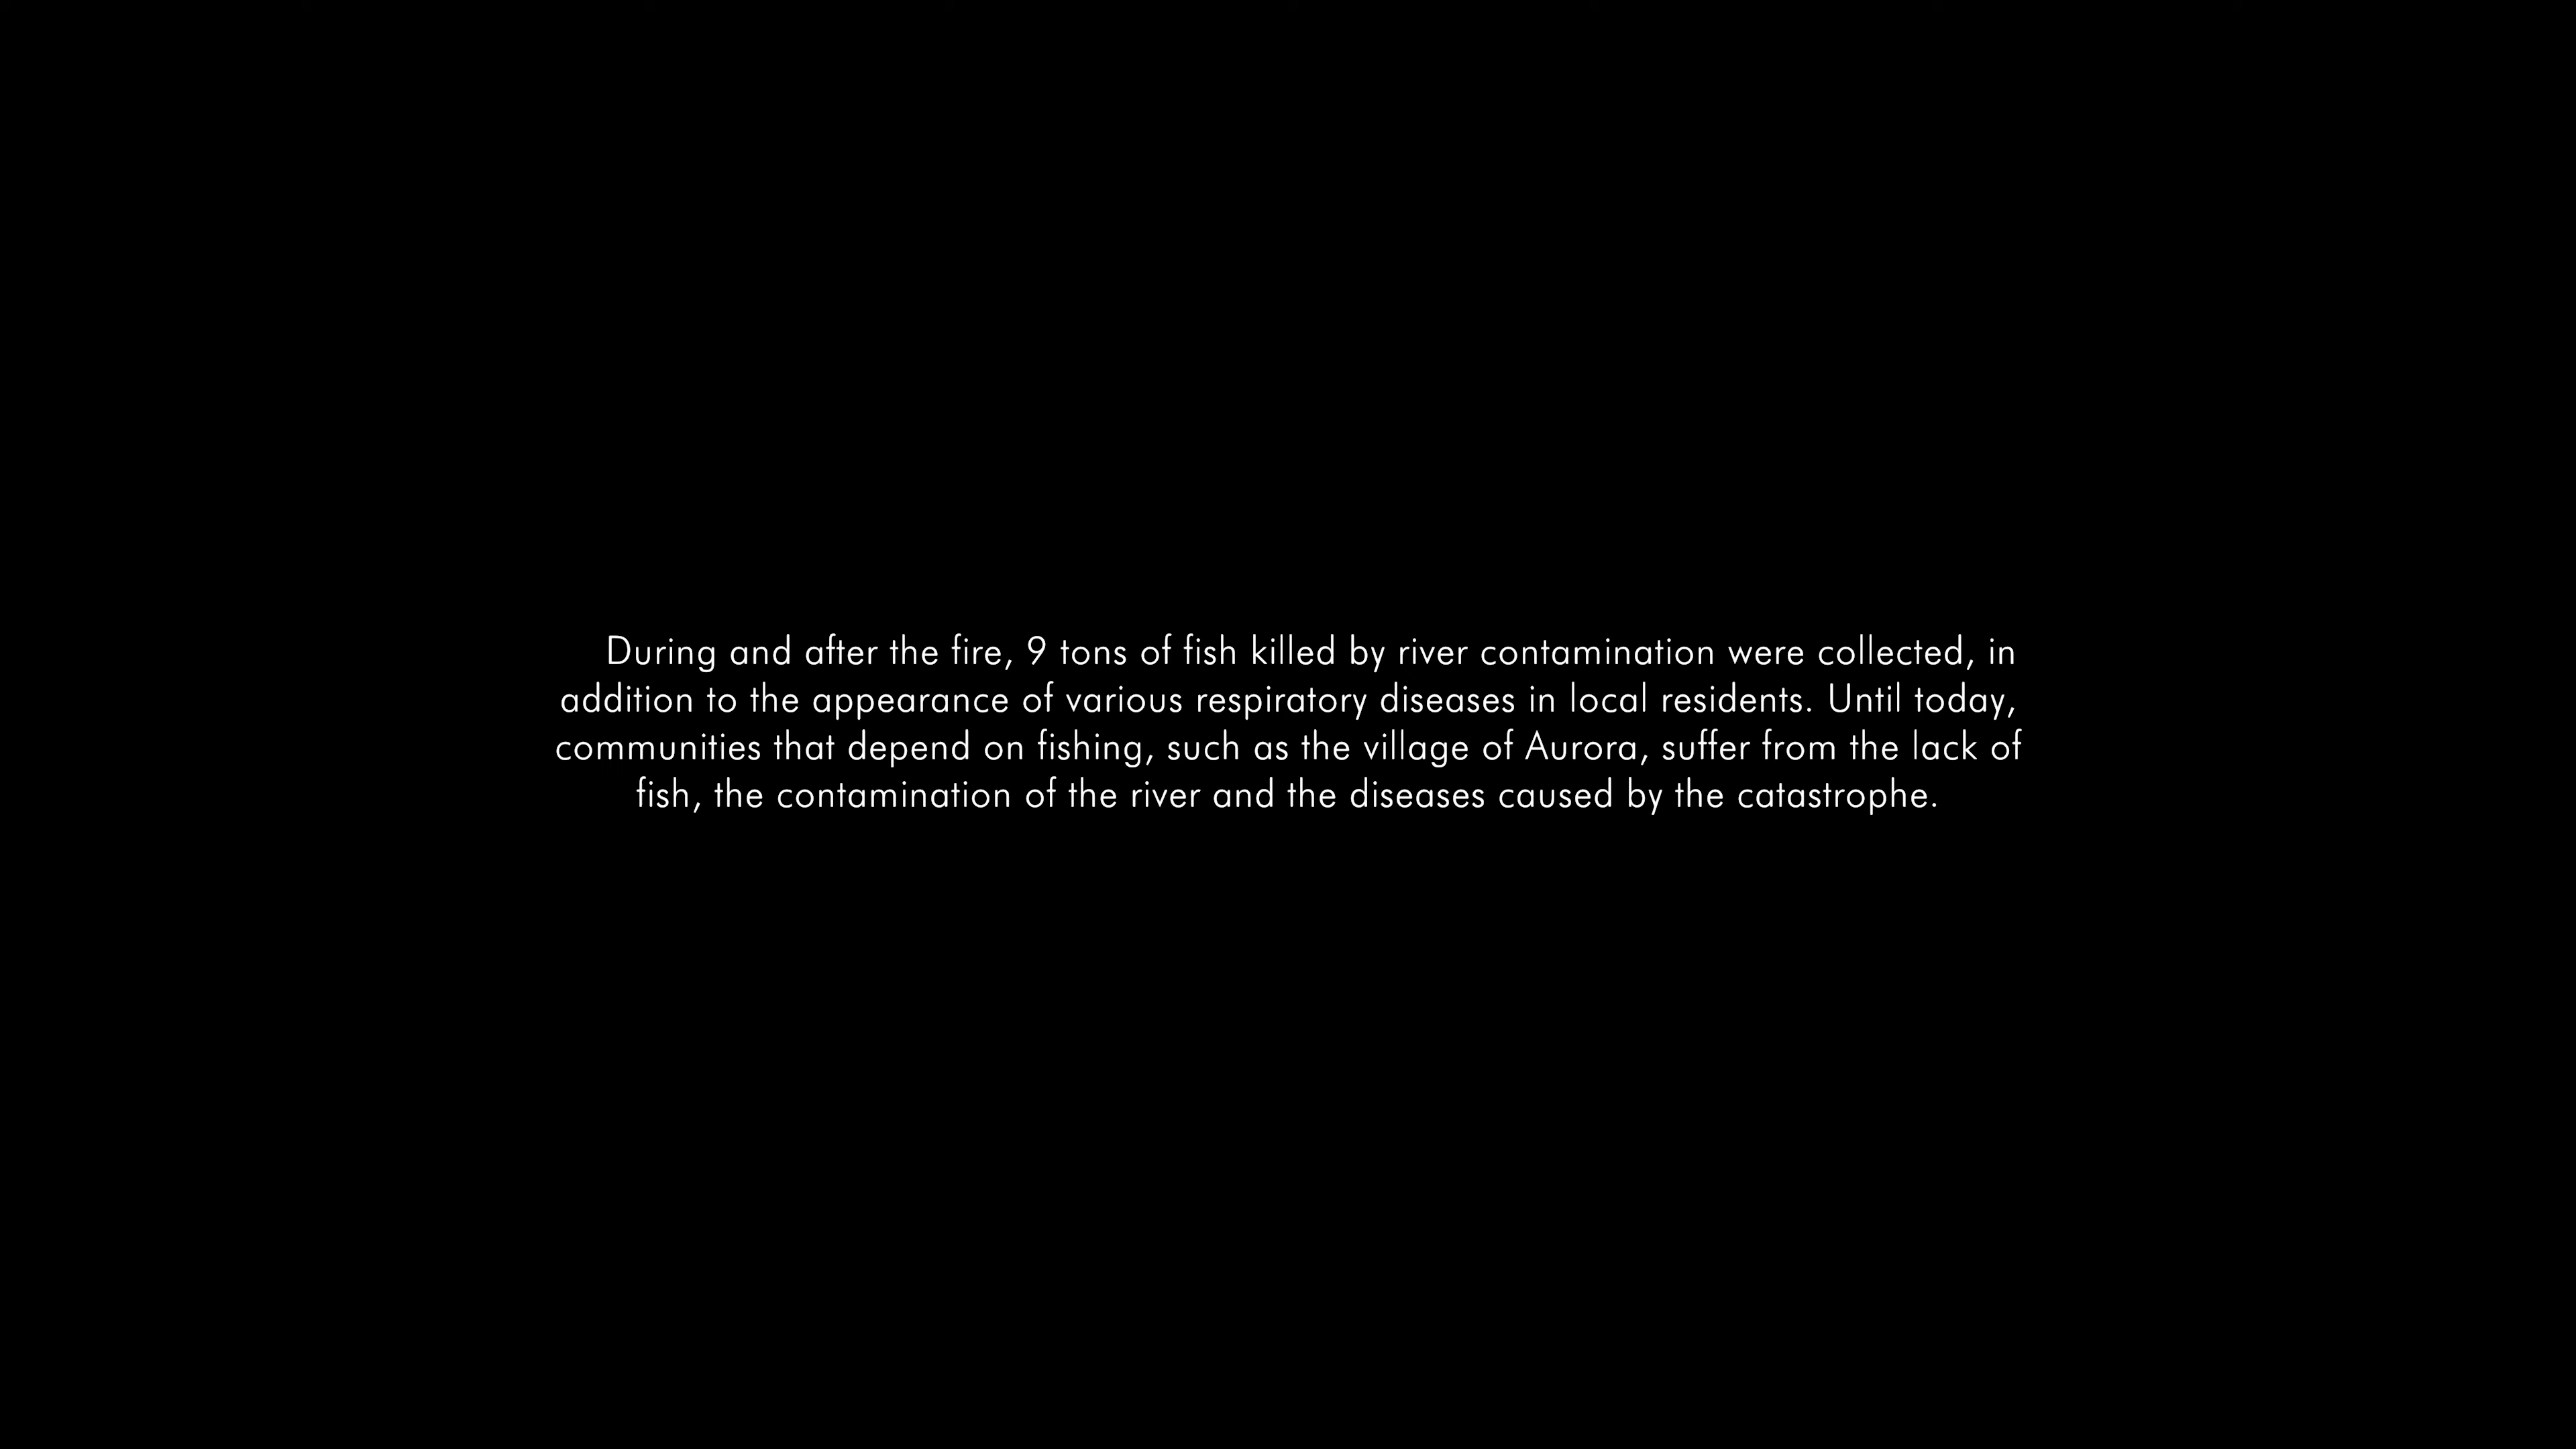 During and after the fire, 9 tons of fish killed by river contamination were collected, in
addition to the appearance of various respiratory diseases in local residents. Until today,
communities that depend on fishing, such as the village of Aurora, suffer from the lack of
fish, the contamination of the river and the diseases caused by the catastrophe.